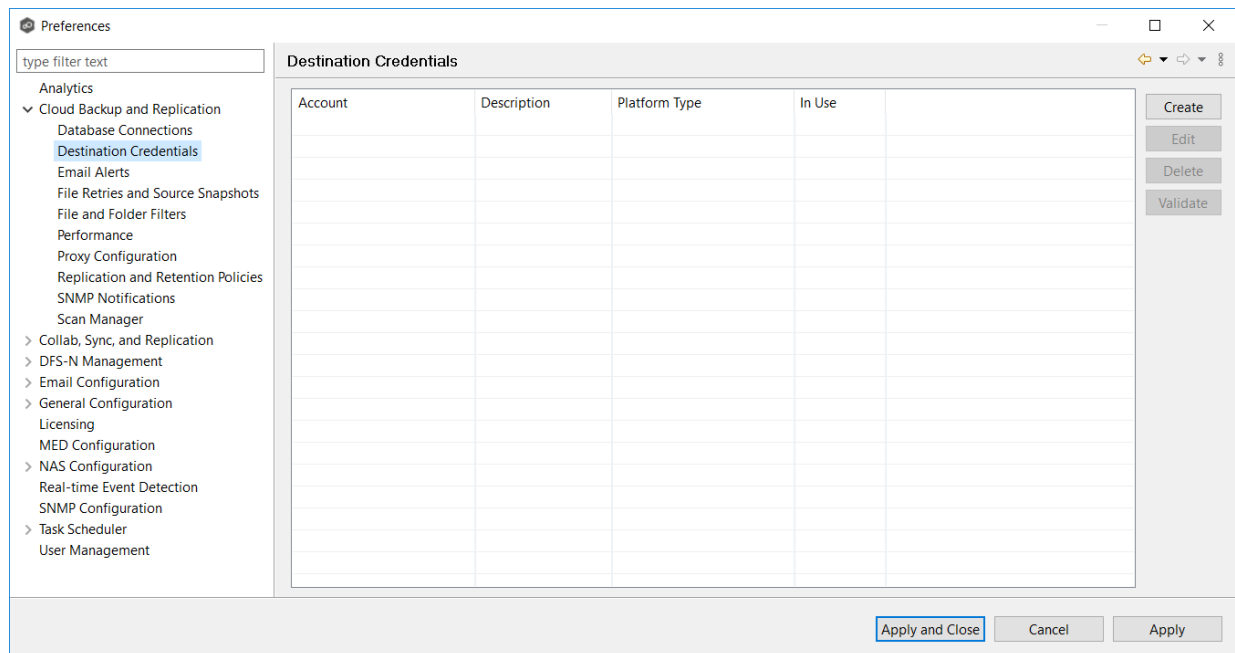 Preferences
type filter text
Analytics
Cloud Backup and Replication
Database Connections
Destination Credentials
Email Alerts
File Retries and Source Snapshots
File and Folder Filters
Performance
Proxy Configuration
Replication and Retention Policies
SNMP Notifications
Scan Manager
Collab, Sync, and Replication
DFS-N Management
Email Configuration
General Configuration
Licensing
MED Configuration
NAS Configuration
Real-time Event Detection
SNMP Configuration
Task Scheduler
User Management
Destination Credentials
Account Description Platform Type In Use
Create
Edit
Delete
Validate
Apply and Close Cancel Apply